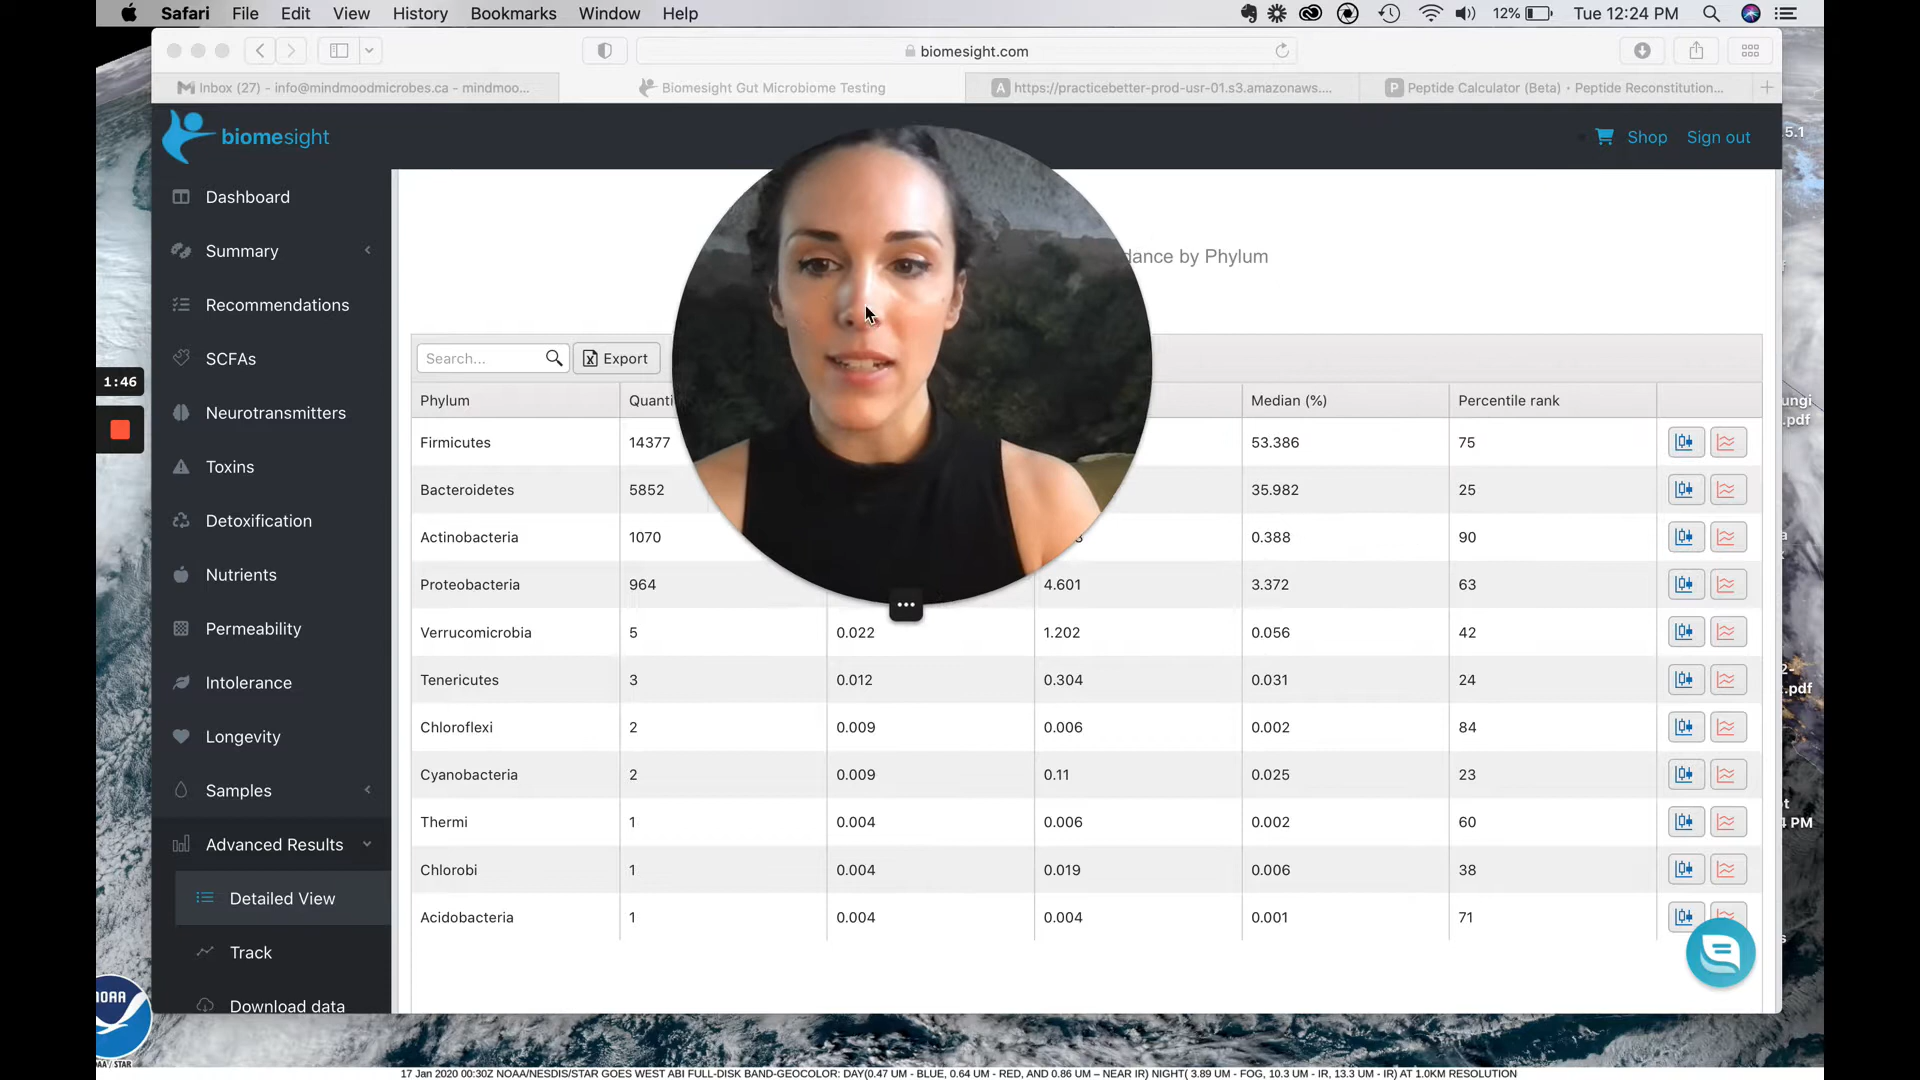 Safari File Edit View History Bookmarks Window Help 12% Tue 12:24 PM
biomesight.com
Inbox (27) - info@mindmoodmicrobes.ca - mindmoo... Biomesight Gut Microbiome Testing https://practicebetter-prod-usr-01.s3.amazonaws.... Peptide Calculator (Beta) • Peptide Reconstitution...
biomesight Shop Sign out 5.1
Dashboard
Summary
dance by Phylum
Recommendations
SCFAs
Search... Export
1:46
Phylum Quanti Median (%) Percentile rank
Neurotransmitters
Firmicutes 14377 53.386 75
Toxins
Bacteroidetes 5852 35.982 25
Detoxification
Actinobacteria 1070 0.388 90
Nutrients
Proteobacteria 964 4.601 3.372 63
Permeability
Verrucomicrobia 5 0.022 1.202 0.056 42
Intolerance
Tenericutes 3 0.012 0.304 0.031 24
Longevity
Chloroflexi 2 0.009 0.006 0.002 84
Samples
Cyanobacteria 2 0.009 0.11 0.025 23
Thermi 1 0.004 0.006 0.002 60
Advanced Results
Chlorobi 1 0.004 0.019 0.006 38
Detailed View
Acidobacteria 1 0.004 0.004 0.001 71
Track
Download data
ungi
.pdf
2-
.pdf
4 PM
NOAA
17 Jan 2020 00:30Z NOAA/NESDIS/STAR GOES WEST ABI FULL-DISK BAND-GEOCOLOR: DAY(0.47 UM - BLUE, 0.64 UM - RED, AND 0.86 UM – NEAR IR) NIGHT( 3.89 UM - FOG, 10.3 UM - IR, 13.3 UM - IR) AT 1.0KM RESOLUTION